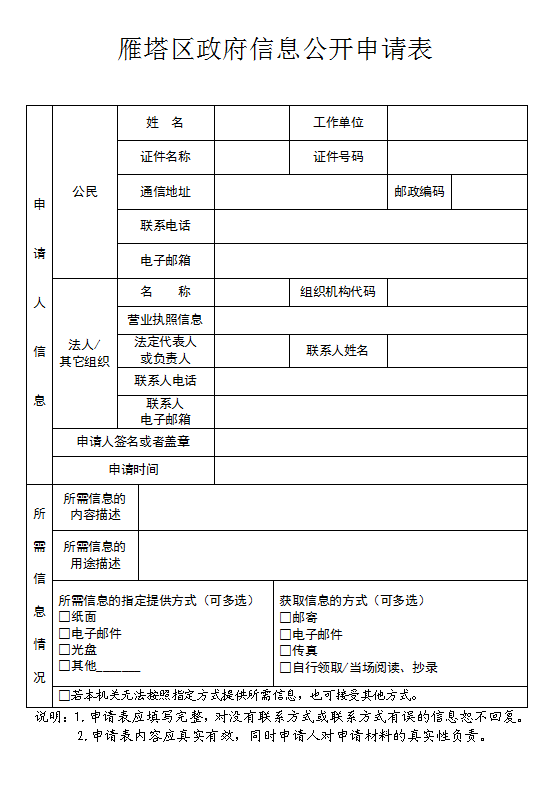 雁塔区政府信息公开申请表
申请人信息
公民
姓 名
工作单位
证件名称
证件号码
通信地址
邮政编码
联系电话
电子邮箱
法人/
其它组织
名 称
组织机构代码
营业执照信息
法定代表人
或负责人
联系人姓名
联系人电话
联系人
电子邮箱
申请人签名或者盖章
申请时间
所需信息情况
所需信息的
内容描述
所需信息的
用途描述
所需信息的指定提供方式（可多选）
□纸面
□电子邮件
□光盘
□其他______
获取信息的方式（可多选）
□邮寄
□电子邮件
□传真
□自行领取/当场阅读、抄录
□若本机关无法按照指定方式提供所需信息，也可接受其他方式。
说明：1.申请表应填写完整，对没有联系方式或联系方式有误的信息恕不回复。
2.申请表内容应真实有效，同时申请人对申请材料的真实性负责。